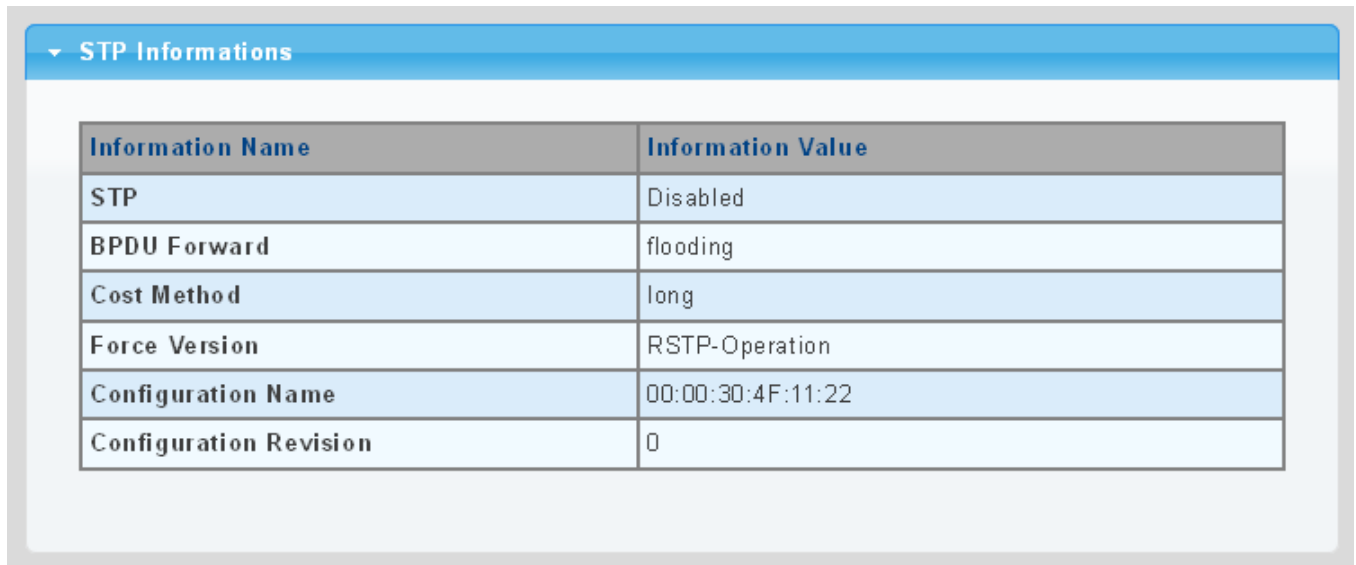 STP Informations
Information Name Information Value
STP Disabled
BPDU Forward flooding
Cost Method long
Force Version RSTP-Operation
Configuration Name 00:00:30:4F:11:22
Configuration Revision 0